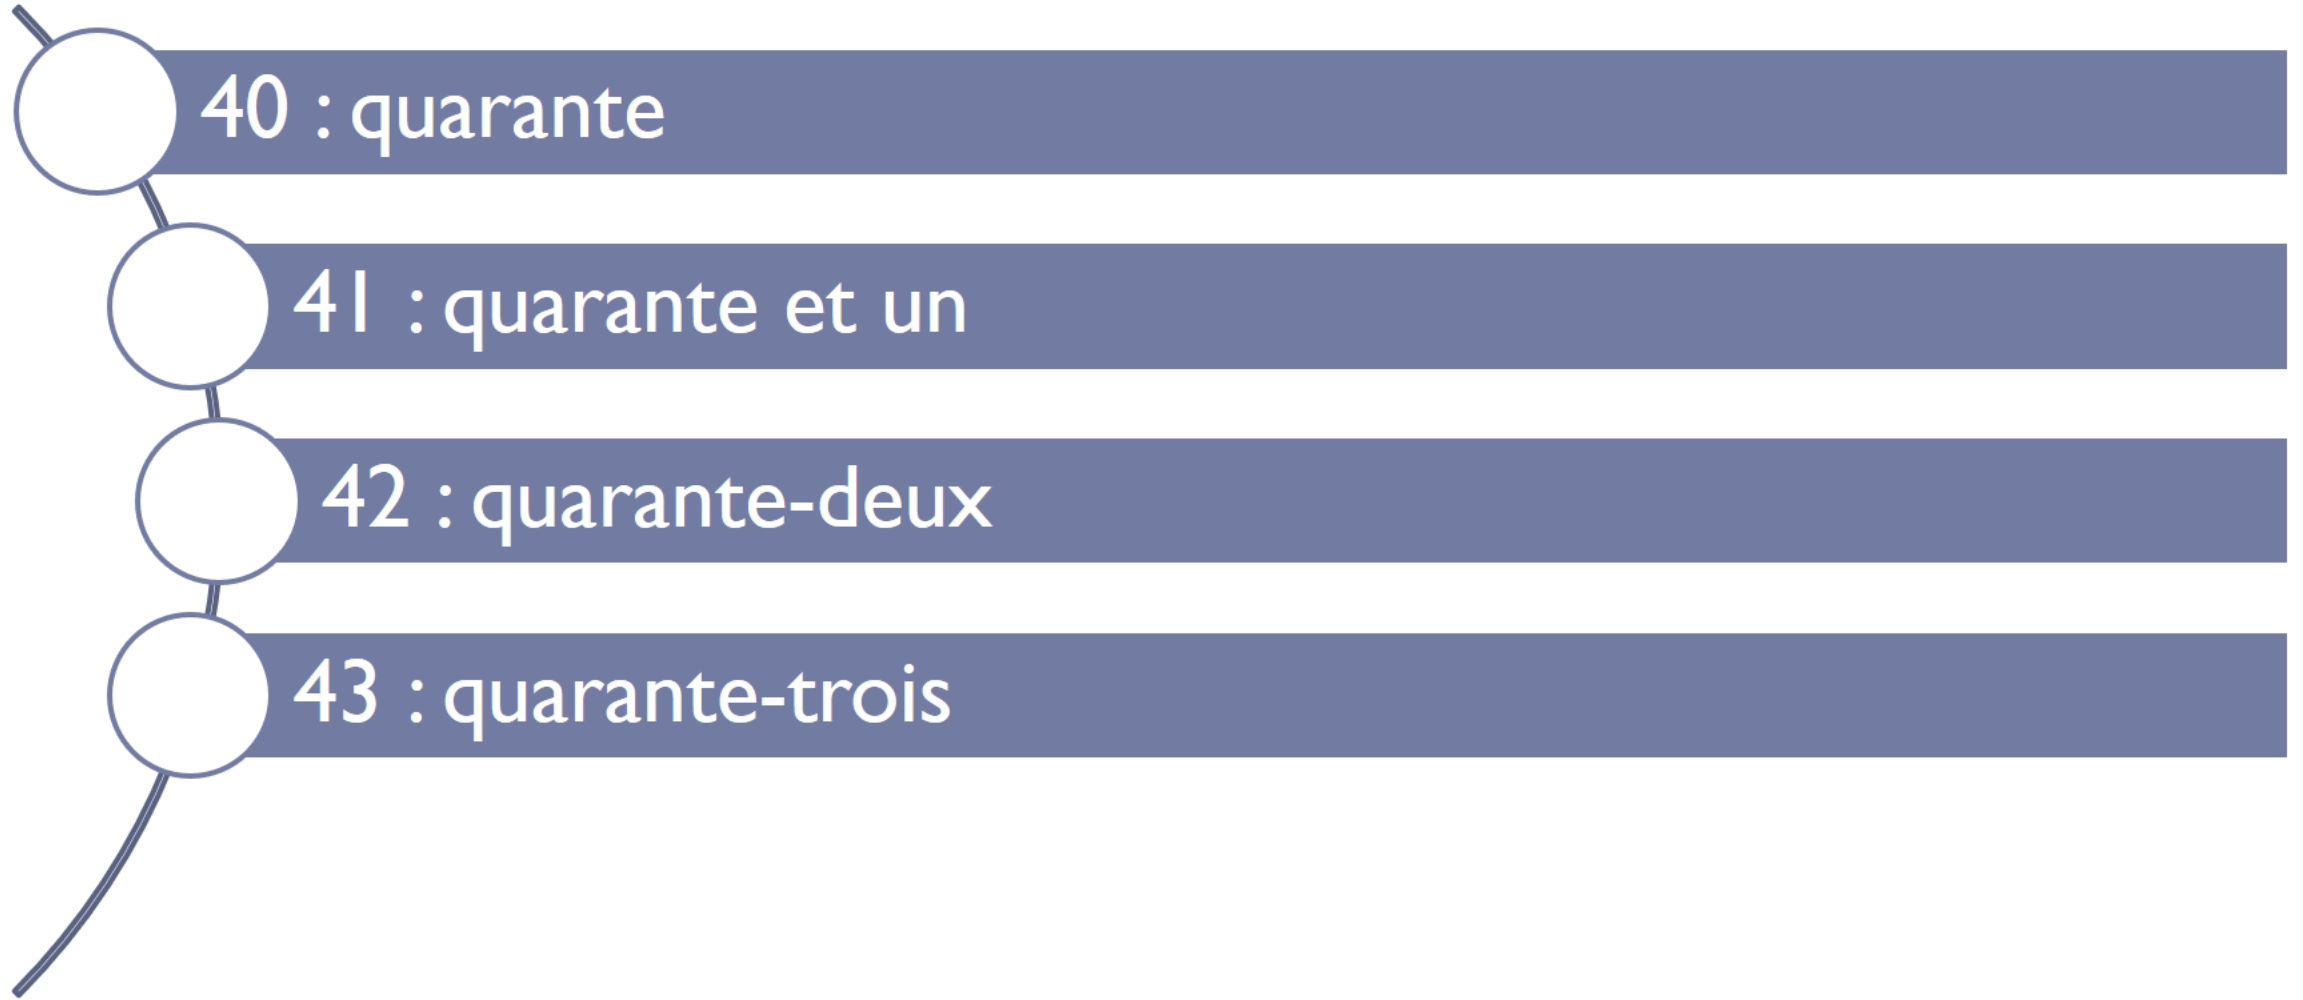 40 : quarante
41 : quarante et un
42 : quarante-deux
43 : quarante-trois